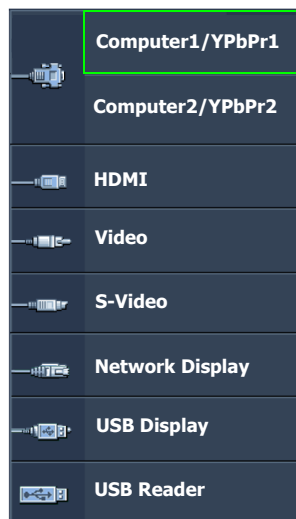 Computer1/YPbPr1
Computer2/YPbPr2
HDMI
Video
S-Video
Network Display
USB Display
USB Reader